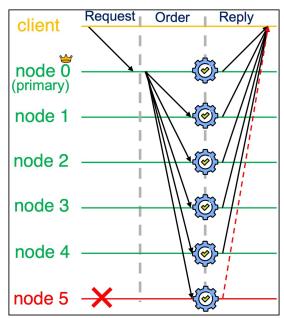 Request Order Reply
client
node 0
(primary)
node 1
node 2
node 3
node 4
node 5